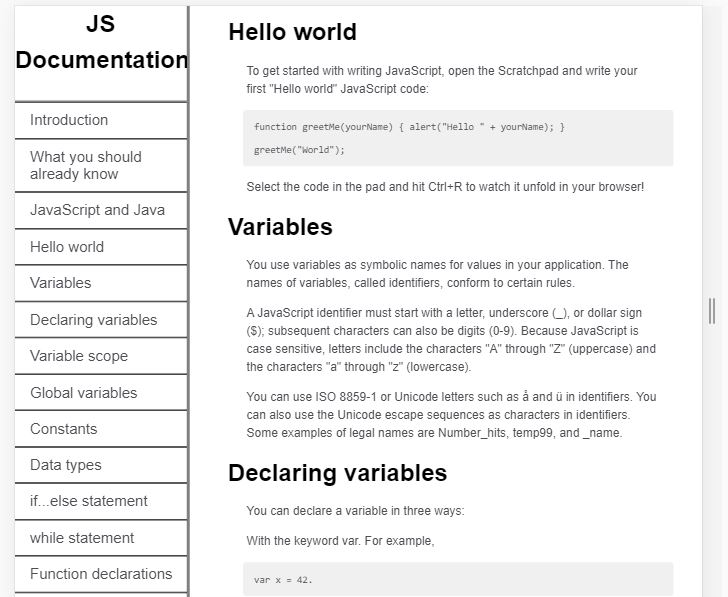 JS
Documentation
Introduction
What you should
already know
JavaScript and Java
Hello world
Variables
Declaring variables
Variable scope
Global variables
Constants
Data types
if...else statement
while statement
Function declarations
Hello world
To get started with writing JavaScript, open the Scratchpad and write your
first "Hello world" JavaScript code:
function greetMe(yourName) { alert("Hello " + yourName); }
greetMe("World");
Select the code in the pad and hit Ctrl+R to watch it unfold in your browser!
Variables
You use variables as symbolic names for values in your application. The
names of variables, called identifiers, conform to certain rules.
A JavaScript identifier must start with a letter, underscore (_), or dollar sign
($); subsequent characters can also be digits (0-9). Because JavaScript is
case sensitive, letters include the characters "A" through "Z" (uppercase) and
the characters "a" through "z" (lowercase).
You can use ISO 8859-1 or Unicode letters such as å and ü in identifiers. You
can also use the Unicode escape sequences as characters in identifiers.
Some examples of legal names are Number_hits, temp99, and _name.
Declaring variables
You can declare a variable in three ways:
With the keyword var. For example,
var x = 42.